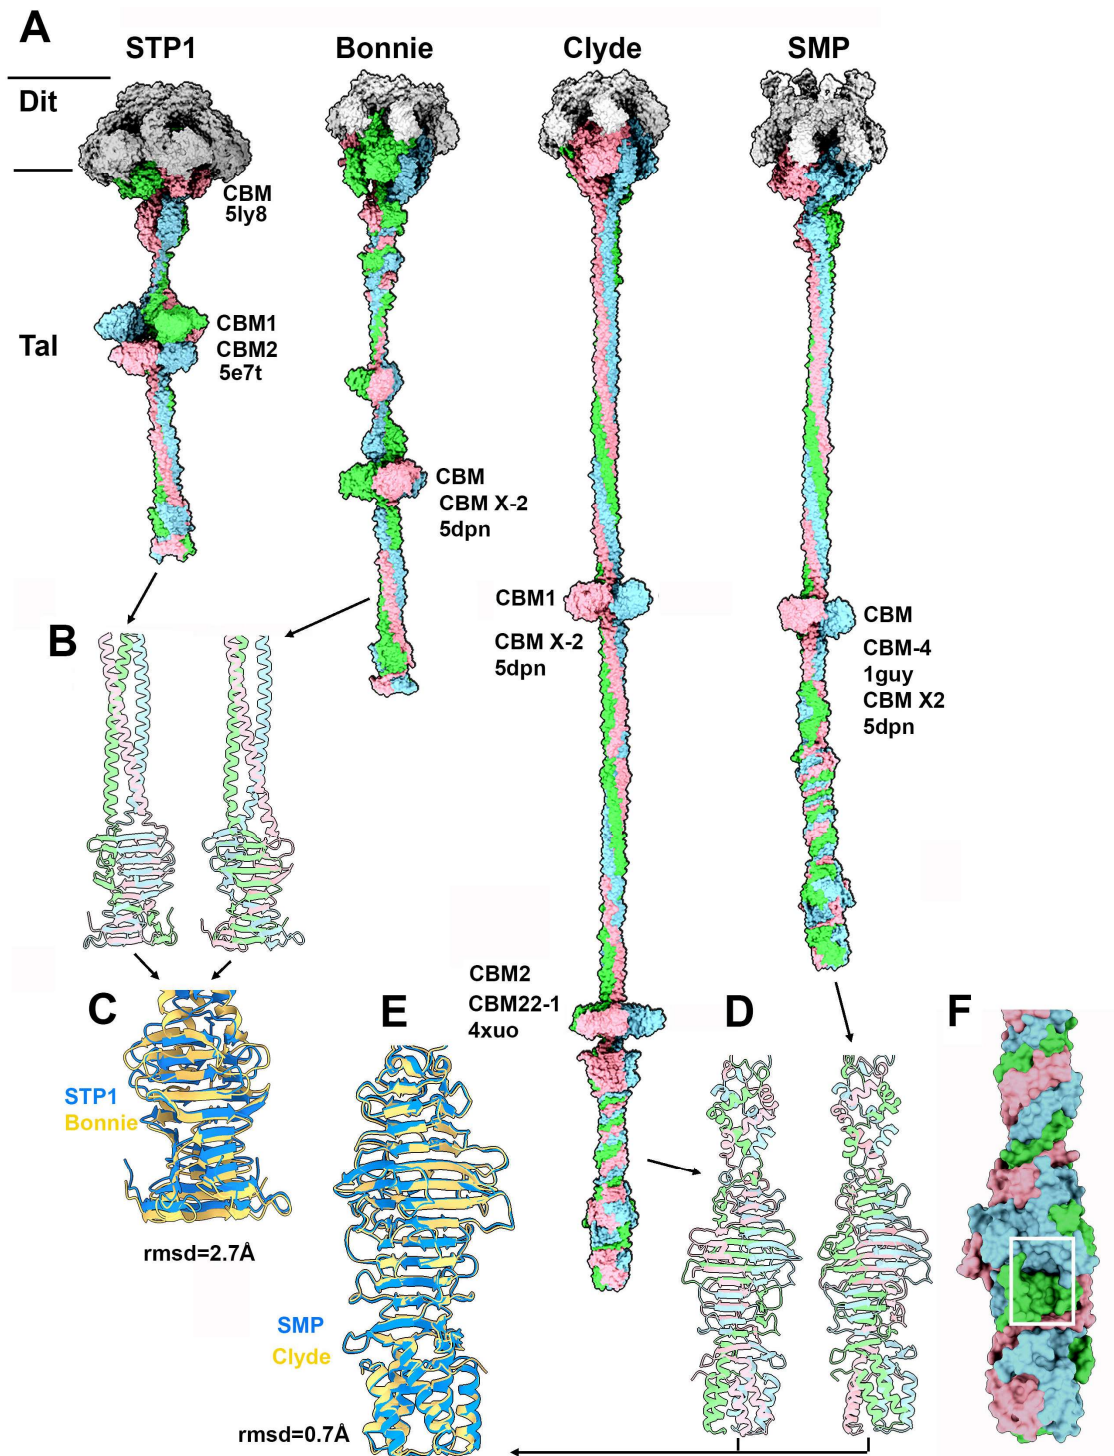 A
STP1
Bonnie
Clyde
SMP
Dit
CBM
5ly8
Tal
CBM1
CBM2
5e7t
CBM
CBM X-2
5dpn
CBM1
CBM X-2
5dpn
CBM
CBM-4
1guy
CBM X2
5dpn
B
CBM2
CBM22-1
4xuo
C
E
D
F
STP1
Bonnie
rmsd=2.7Å
SMP
Clyde
rmsd=0.7Å